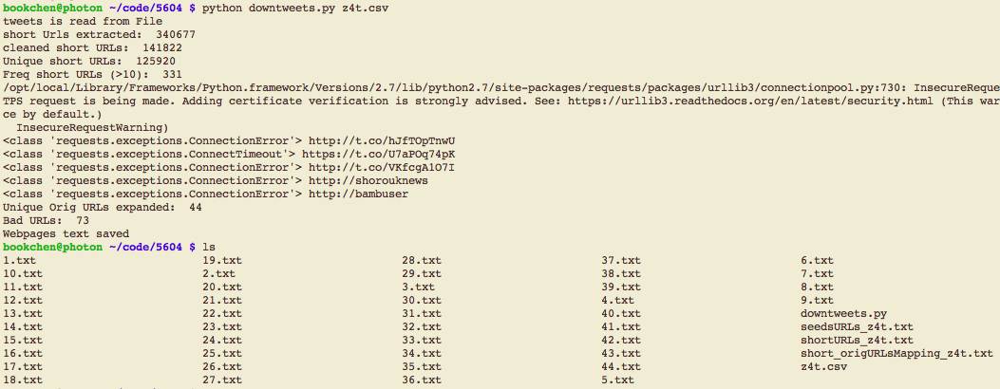 bookchen@photon ~/code/5604 $ python downtweets.py z4t.csv
tweets is read from File
short Urls extracted:  340677
cleaned short URLs:  141822
Unique short URLs:  125920
Freq short URLs (>10):  331
/opt/local/Library/Frameworks/Python.framework/Versions/2.7/lib/python2.7/site-packages/requests/packages/urllib3/connectionpool.py:730: InsecureReque
TPS request is being made. Adding certificate verification is strongly advised. See: https://urllib3.readthedocs.org/en/latest/security.html (This war
ce by default.)
  InsecureRequestWarning)
<class 'requests.exceptions.ConnectionError'> http://t.co/hJfTOpTnwU
<class 'requests.exceptions.ConnectTimeout'> https://t.co/U7aPOq74pK
<class 'requests.exceptions.ConnectionError'> http://t.co/VKfcgAlO7I
<class 'requests.exceptions.ConnectionError'> http://shorouknews
<class 'requests.exceptions.ConnectionError'> http://bambuser
Unique Orig URLs expanded:  44
Bad URLs:  73
Webpages text saved
bookchen@photon ~/code/5604 $ ls
1.txt 19.txt 28.txt 37.txt 6.txt
10.txt 2.txt 29.txt 38.txt 7.txt
11.txt 20.txt 3.txt 39.txt 8.txt
12.txt 21.txt 30.txt 4.txt 9.txt
13.txt 22.txt 31.txt 40.txt downtweets.py
14.txt 23.txt 32.txt 41.txt seedsURLs_z4t.txt
15.txt 24.txt 33.txt 42.txt shortURLs_z4t.txt
16.txt 25.txt 34.txt 43.txt short_origURLsMapping_z4t.txt
17.txt 26.txt 35.txt 44.txt z4t.csv
18.txt 27.txt 36.txt 5.txt